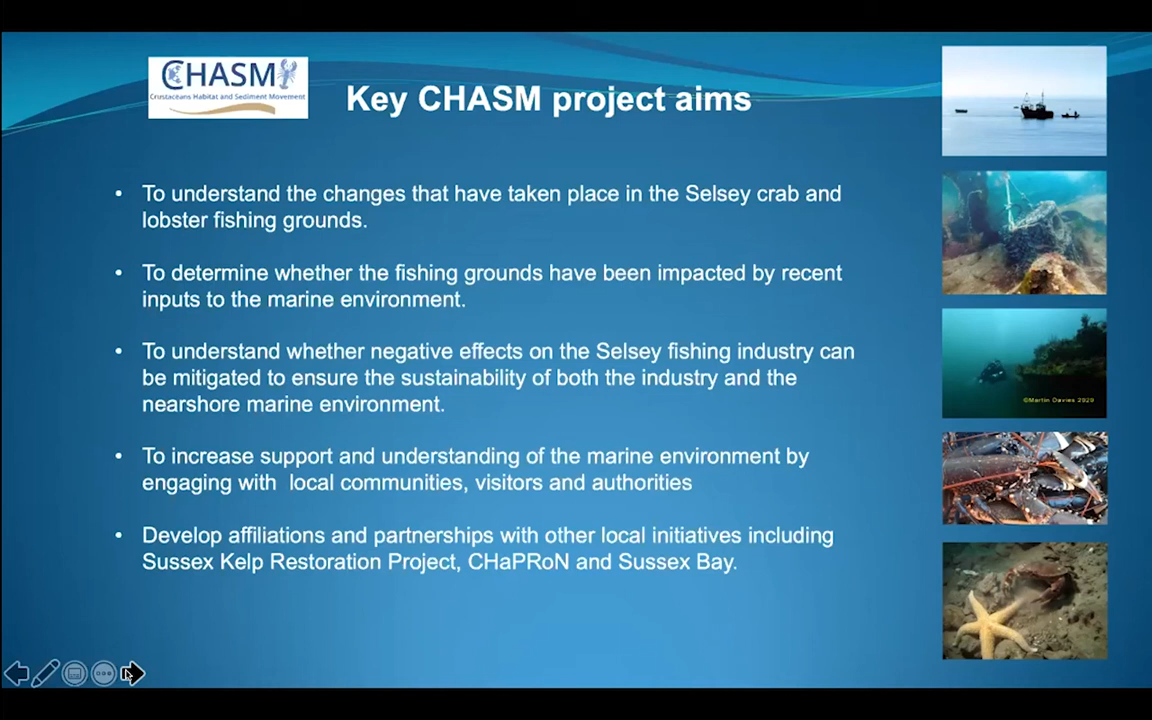 CHASM
Crustaceans Habitat and Sediment Movement
Key CHASM project aims
• To understand the changes that have taken place in the Selsey crab and
lobster fishing grounds.
• To determine whether the fishing grounds have been impacted by recent
inputs to the marine environment.
• To understand whether negative effects on the Selsey fishing industry can
be mitigated to ensure the sustainability of both the industry and the
nearshore marine environment.
• To increase support and understanding of the marine environment by
engaging with  local communities, visitors and authorities
• Develop affiliations and partnerships with other local initiatives including
Sussex Kelp Restoration Project, CHaPRoN and Sussex Bay.
©Martin Davies 2020